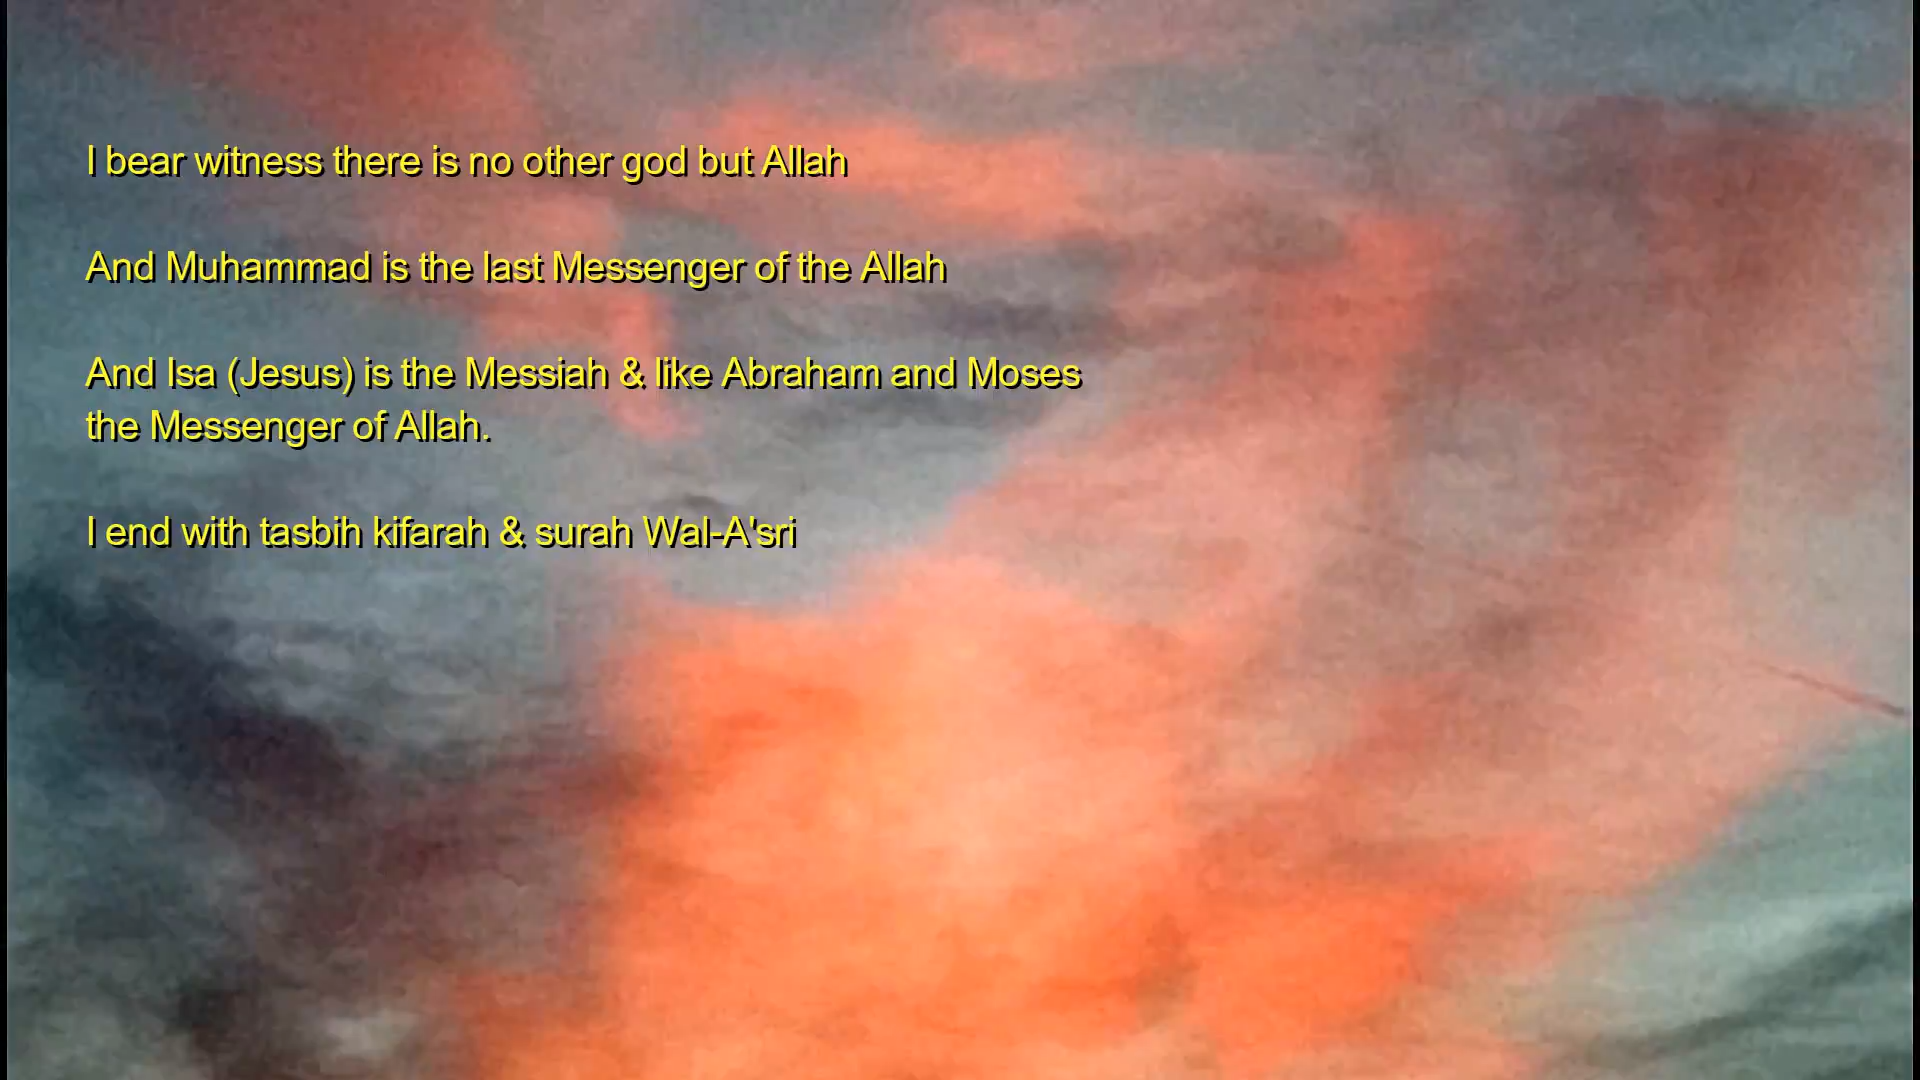 I bear witness there is no other god but Allah
And Muhammad is the last Messenger of the Allah
And Isa (Jesus) is the Messiah & like Abraham and Moses
the Messenger of Allah.
I end with tasbih kifarah & surah Wal-A'sri